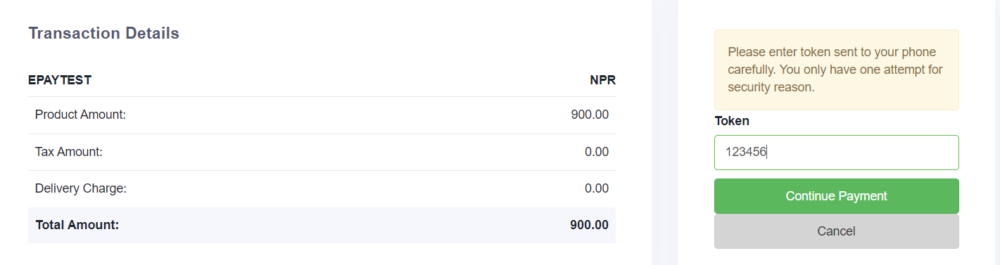 Transaction Details
EPAYTEST NPR
Product Amount: 900.00
Tax Amount: 0.00
Delivery Charge: 0.00
Total Amount: 900.00
Please enter token sent to your phone
carefully. You only have one attempt for
security reason.
Token
123456
Continue Payment
Cancel